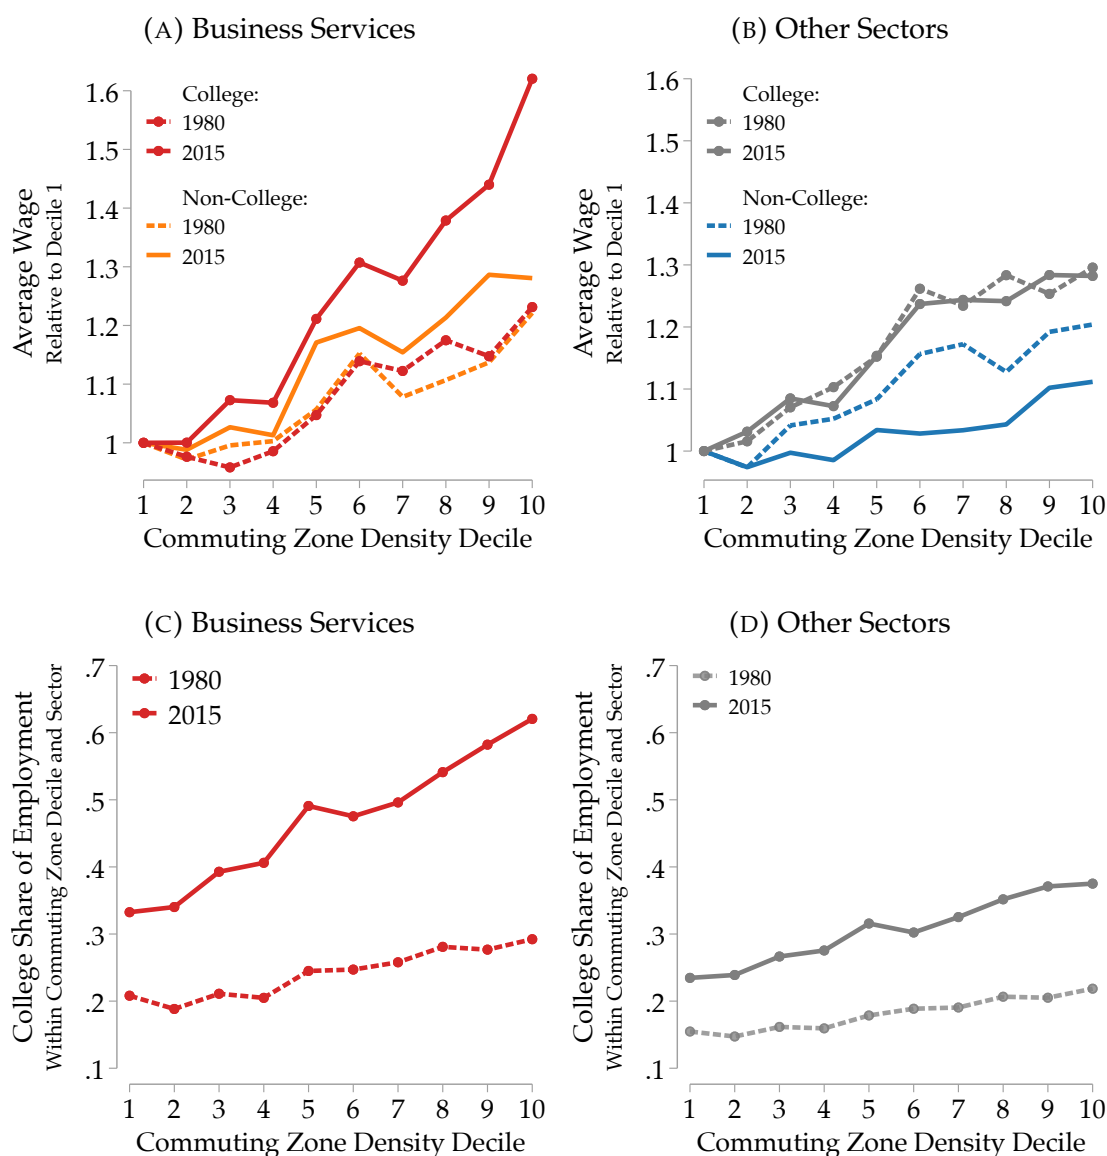 (A) Business Services
Average Wage
Relative to Decile 1
1.6
1.5
1.4
1.3
1.2
1.1
1
College:
1980
2015
Non-College:
1980
2015
1 2 3 4 5 6 7 8 9 10
Commuting Zone Density Decile
(B) Other Sectors
Average Wage
Relative to Decile 1
1.6
1.5
1.4
1.3
1.2
1.1
1
College:
1980
2015
Non-College:
1980
2015
1 2 3 4 5 6 7 8 9 10
Commuting Zone Density Decile
(C) Business Services
College Share of Employment
Within Commuting Zone Decile and Sector
.7
.6
.5
.4
.3
.2
.1
1980
2015
1 2 3 4 5 6 7 8 9 10
Commuting Zone Density Decile
(D) Other Sectors
College Share of Employment
Within Commuting Zone Decile and Sector
.7
.6
.5
.4
.3
.2
.1
1980
2015
1 2 3 4 5 6 7 8 9 10
Commuting Zone Density Decile